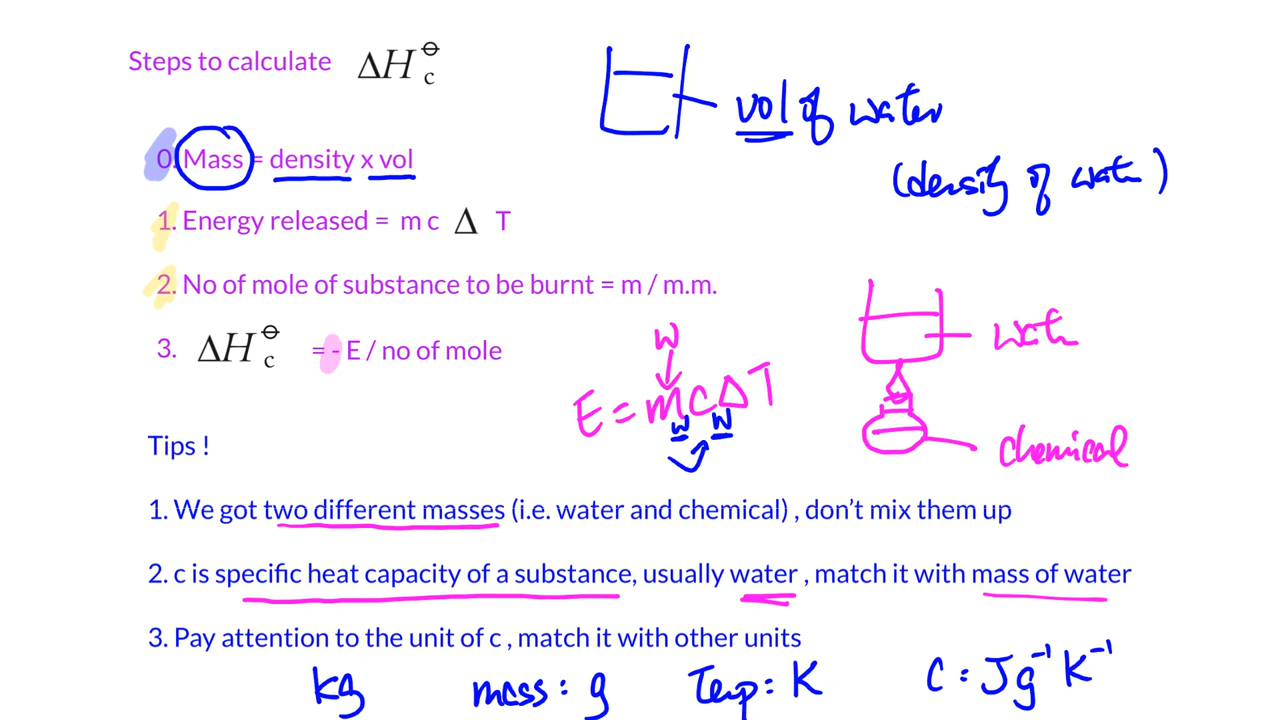 Steps to calculate ΔH c ⊖
vol of water
(density of water)
0. Mass = density x vol
1. Energy released = m c Δ T
2. No of mole of substance to be burnt = m / m.m.
3. ΔH c ⊖ = - E / no of mole
w
water
E = mcΔT
w w
chemical
Tips !
1. We got two different masses (i.e. water and chemical) , don’t mix them up
2. c is specific heat capacity of a substance, usually water , match it with mass of water
3. Pay attention to the unit of c , match it with other units
kg mass : g Temp : K C : J g⁻¹ K⁻¹